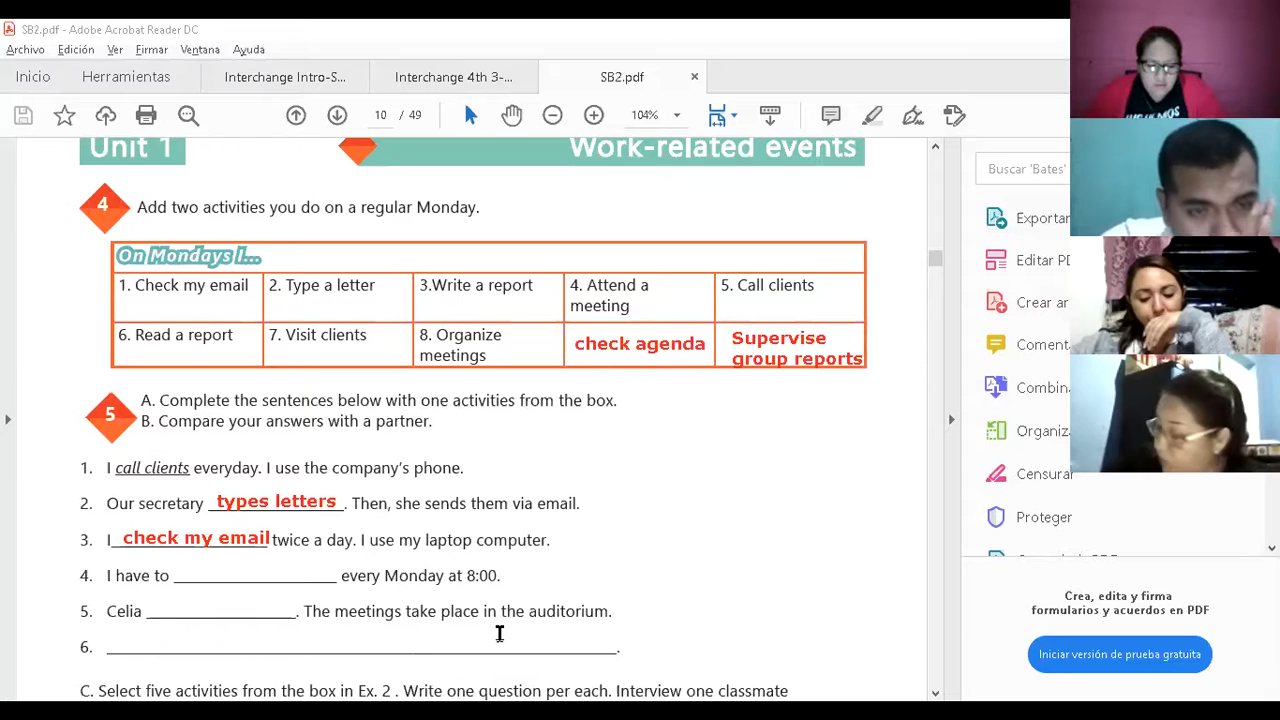 SB2.pdf - Adobe Acrobat Reader DC
Archivo Edición Ver Firmar Ventana Ayuda
Inicio Herramientas Interchange Intro-S... Interchange 4th 3-... SB2.pdf ×
10 / 49 104%
Unit 1 Work-related events
4 Add two activities you do on a regular Monday.
On Mondays I...
1. Check my email 2. Type a letter 3.Write a report 4. Attend a meeting 5. Call clients
6. Read a report 7. Visit clients 8. Organize meetings check agenda Supervise group reports
5 A. Complete the sentences below with one activities from the box.
B. Compare your answers with a partner.
1. I call clients everyday. I use the company's phone.
2. Our secretary types letters. Then, she sends them via email.
3. I check my email twice a day. I use my laptop computer.
4. I have to ____________________ every Monday at 8:00.
5. Celia __________________. The meetings take place in the auditorium.
6. ______________________________________________________________.
C. Select five activities from the box in Ex. 2 . Write one question per each. Interview one classmate
Buscar 'Bates'
Exportar
Editar PD
Crear ar
Coment
Combin
Organiz
Censurar
Proteger
Crea, edita y firma
formularios y acuerdos en PDF
Iniciar versión de prueba gratuita